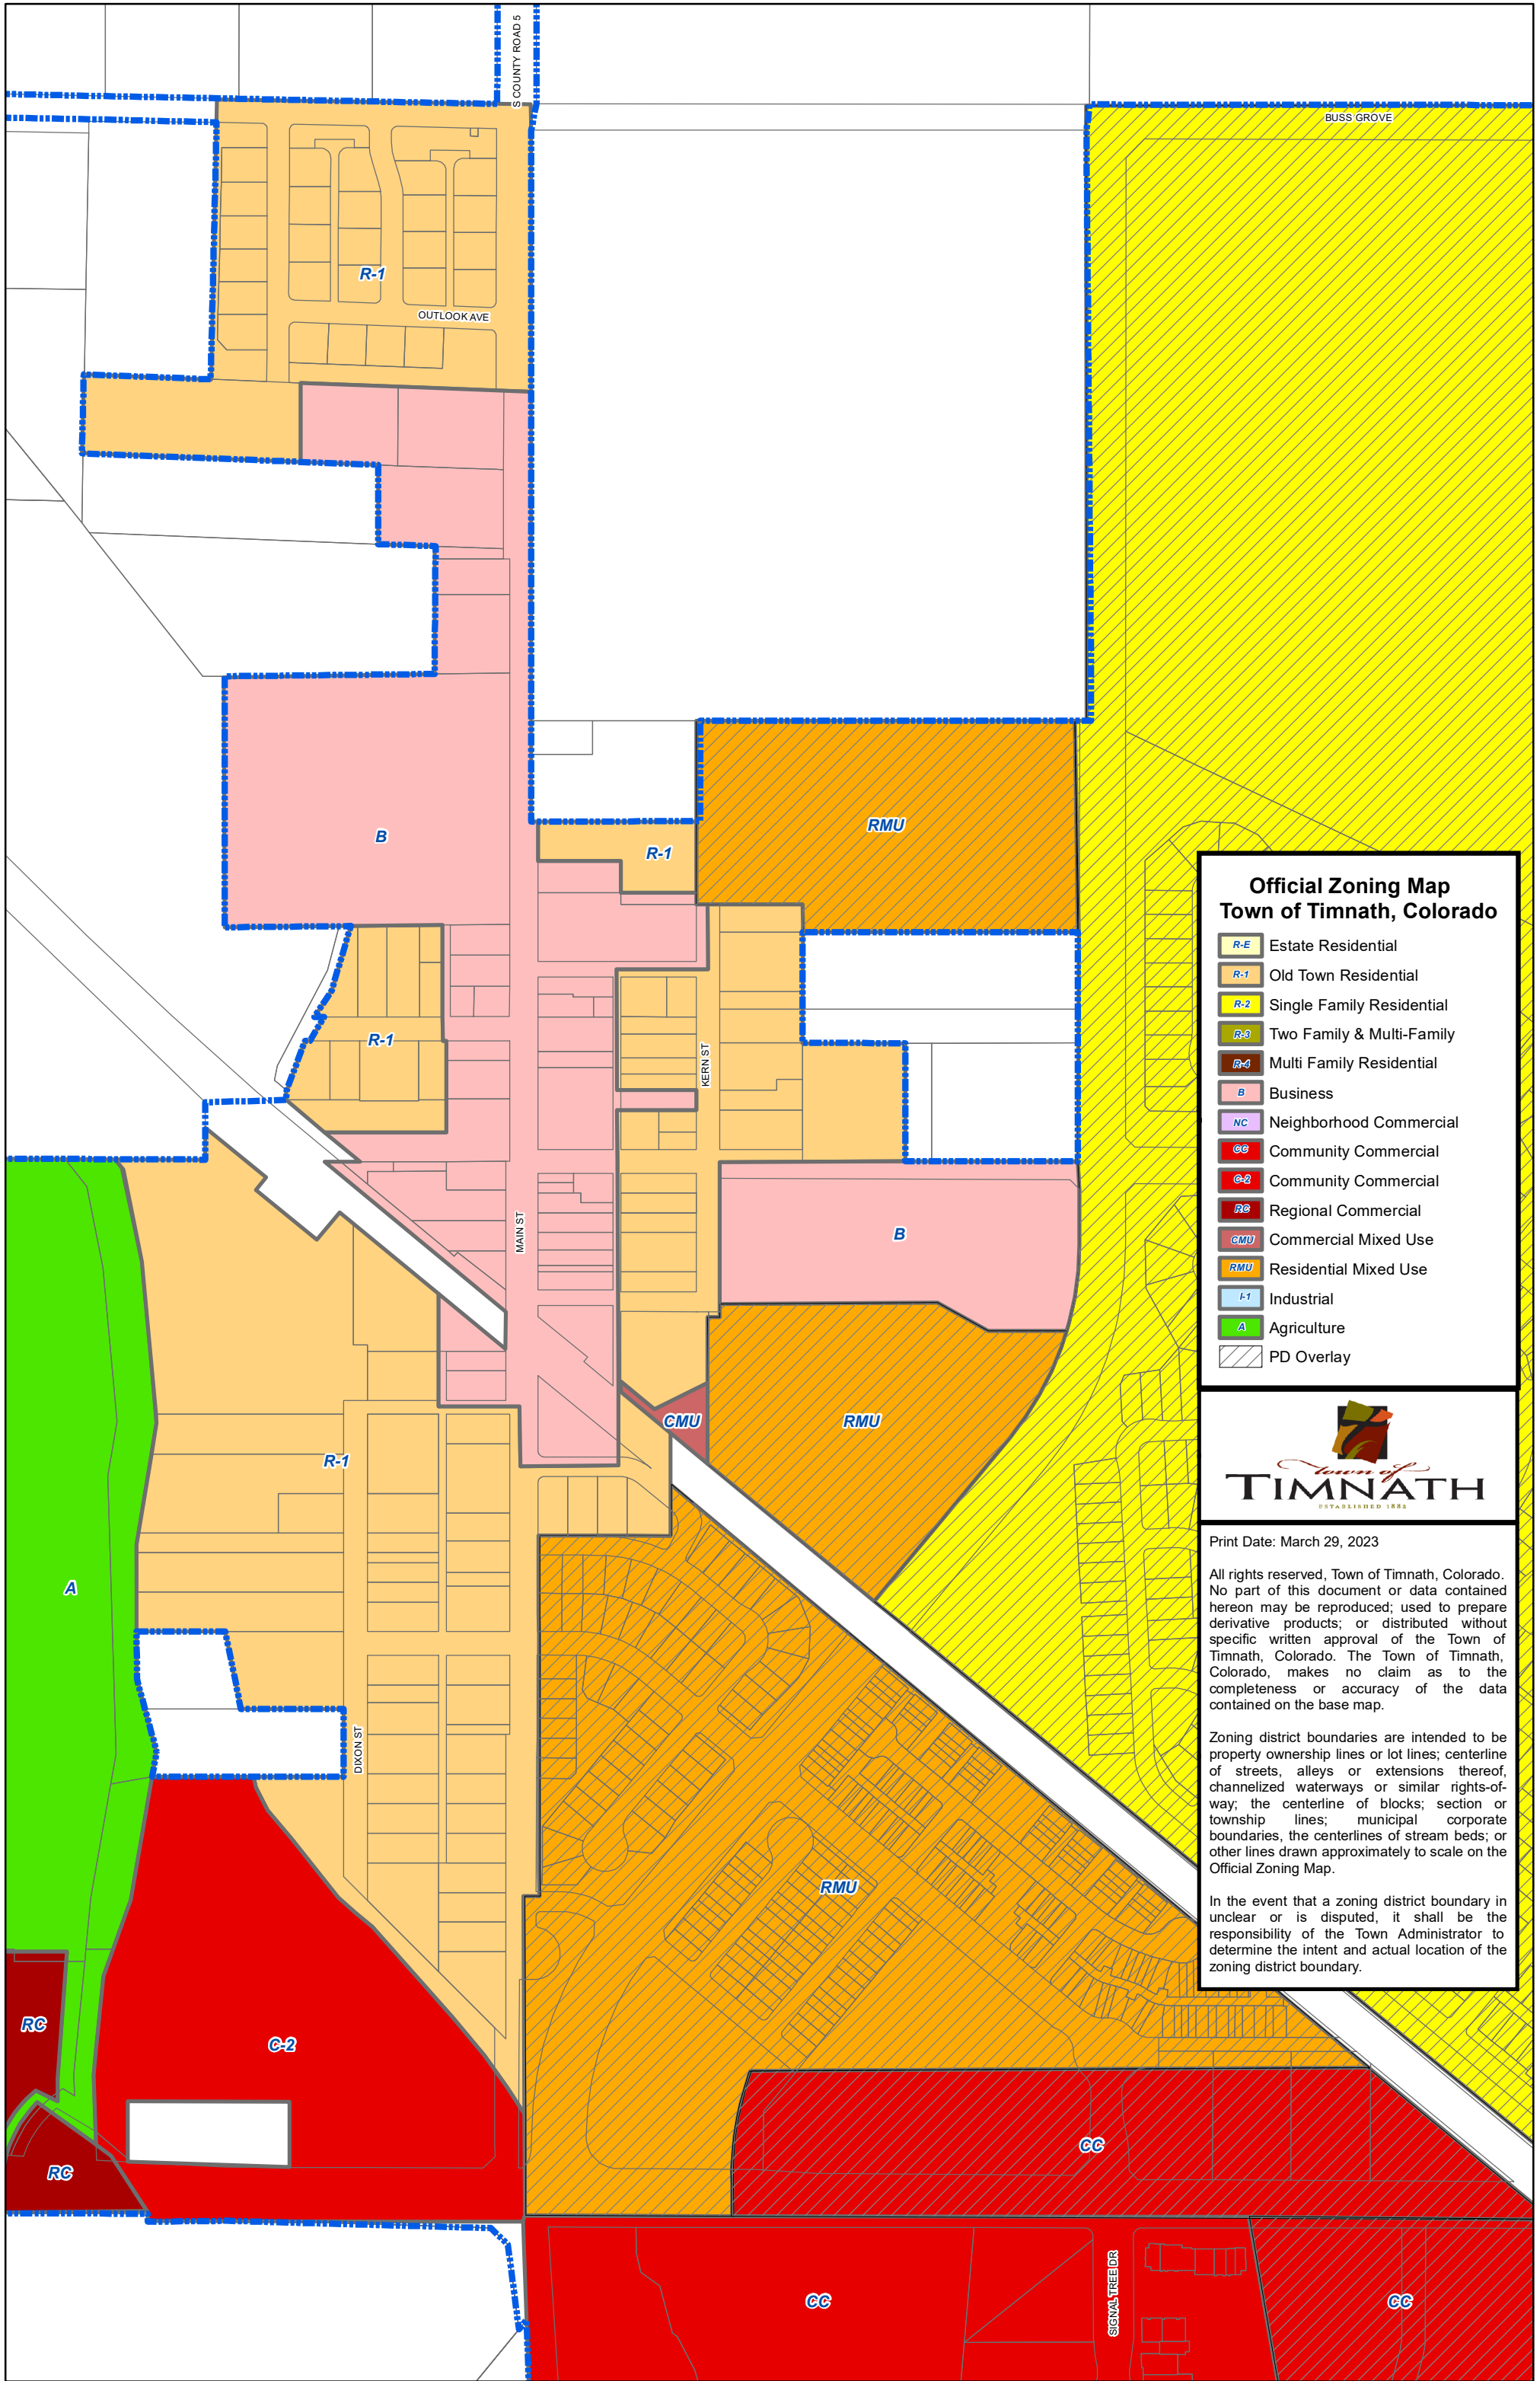 S COUNTY ROAD 5
BUSS GROVE
R-1
OUTLOOK AVE
B
RMU
R-1
R-1
KERN ST
MAIN ST
B
CMU
RMU
R-1
A
DIXON ST
RMU
RC
C-2
RC
CC
CC
SIGNAL TREE DR
CC
Official Zoning Map
Town of Timnath, Colorado
R-E Estate Residential
R-1 Old Town Residential
R-2 Single Family Residential
R-3 Two Family & Multi-Family
R-4 Multi Family Residential
B Business
NC Neighborhood Commercial
CC Community Commercial
C-2 Community Commercial
RC Regional Commercial
CMU Commercial Mixed Use
RMU Residential Mixed Use
I-1 Industrial
A Agriculture
PD Overlay
town of
TIMNATH
ESTABLISHED 1882
Print Date: March 29, 2023
All rights reserved, Town of Timnath, Colorado.
No part of this document or data contained
hereon may be reproduced; used to prepare
derivative products; or distributed without
specific written approval of the Town of
Timnath, Colorado. The Town of Timnath,
Colorado, makes no claim as to the
completeness or accuracy of the data
contained on the base map.
Zoning district boundaries are intended to be
property ownership lines or lot lines; centerline
of streets, alleys or extensions thereof,
channelized waterways or similar rights-of-
way; the centerline of blocks; section or
township lines; municipal corporate
boundaries, the centerlines of stream beds; or
other lines drawn approximately to scale on the
Official Zoning Map.
In the event that a zoning district boundary in
unclear or is disputed, it shall be the
responsibility of the Town Administrator to
determine the intent and actual location of the
zoning district boundary.